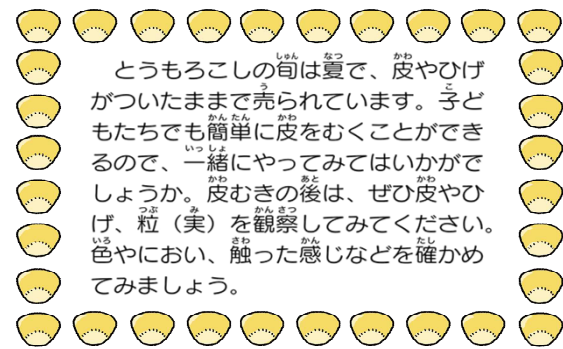 とうもろこしの旬は夏で、皮やひげ
がついたままで売られています。子ど
もたちでも簡単に皮をむくことができ
るので、一緒にやってみてはいかがで
しょうか。皮むきの後は、ぜひ皮やひ
げ、粒（実）を観察してみてください。
色やにおい、触った感じなどを確かめ
てみましょう。